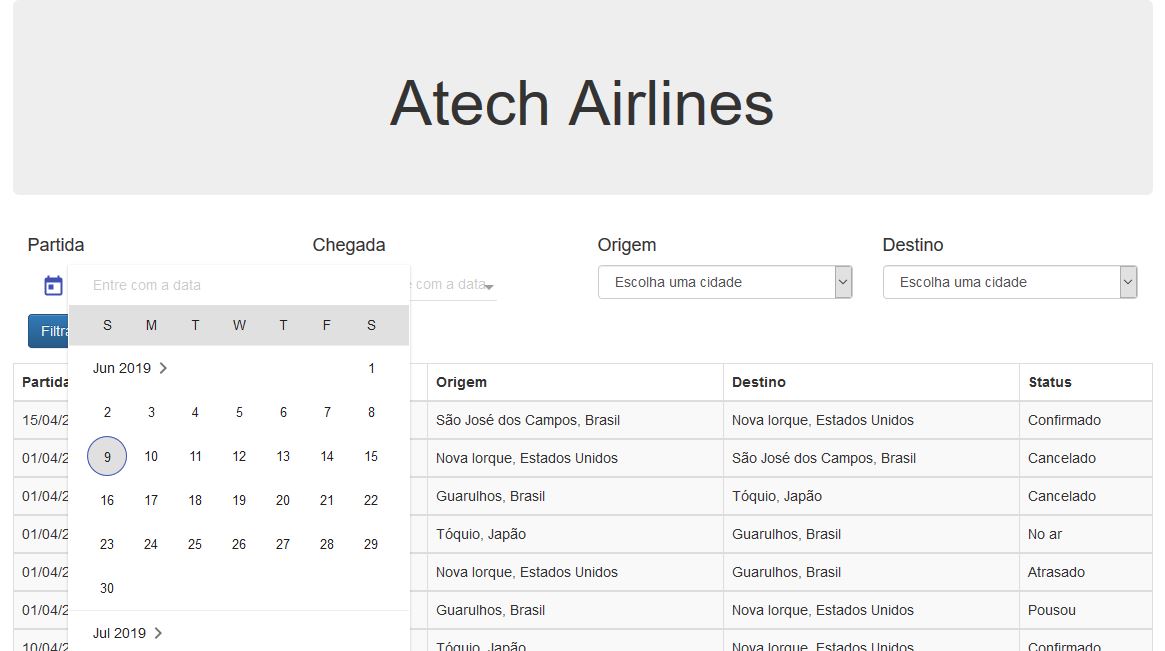 Atech Airlines
Partida Chegada Origem Destino
Entre com a data e com a data Escolha uma cidade Escolha uma cidade
Filtra
S M T W T F S
Jun 2019 1
2 3 4 5 6 7 8
9 10 11 12 13 14 15
16 17 18 19 20 21 22
23 24 25 26 27 28 29
30
Jul 2019
Partida Origem Destino Status
15/04/2 São José dos Campos, Brasil Nova Iorque, Estados Unidos Confirmado
01/04/2 Nova Iorque, Estados Unidos São José dos Campos, Brasil Cancelado
01/04/2 Guarulhos, Brasil Tóquio, Japão Cancelado
01/04/2 Tóquio, Japão Guarulhos, Brasil No ar
01/04/2 Nova Iorque, Estados Unidos Guarulhos, Brasil Atrasado
01/04/2 Guarulhos, Brasil Nova Iorque, Estados Unidos Pousou
10/04/2 Tóquio, Japão Nova Iorque, Estados Unidos Confirmado